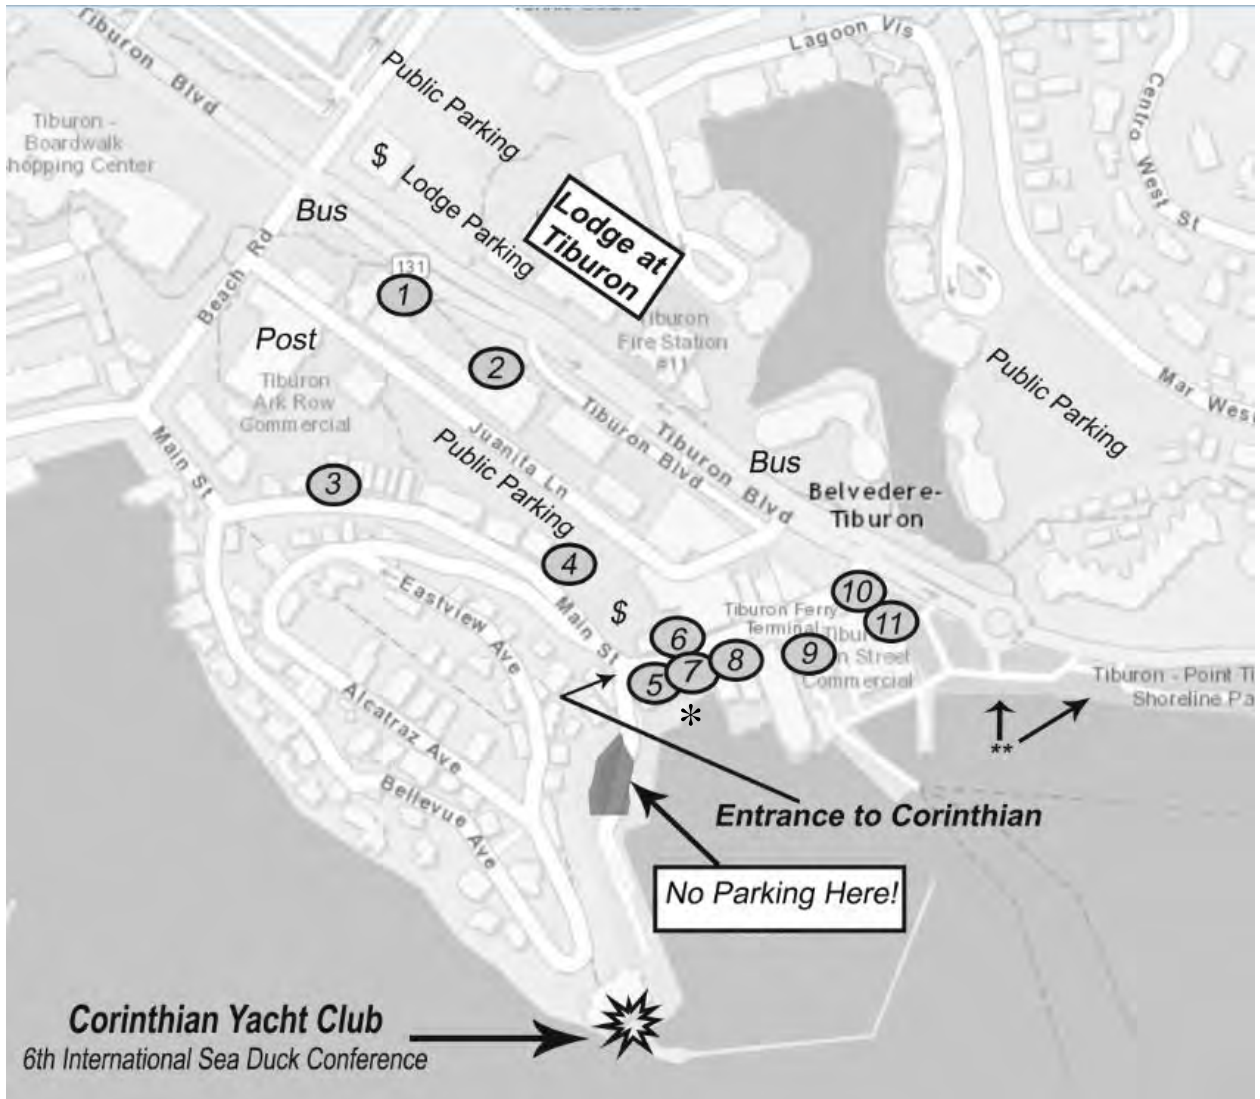 Tiburon Blvd
Lagoon Vis
Centro West St
Public Parking
Tiburon -
Boardwalk
hopping Center
$ Lodge Parking
Lodge at
Tiburon
Bus
131
1
Beach Rd
Tiburon
Fire Station
#11
Post
2
Public Parking
Mar West
Tiburon
Ark Row
Commercial
Tiburon Blvd
Tiburon Blvd
Juanita Ln
Public Parking
Main St
Bus
Belvedere-
Tiburon
3
4
Eastview Ave
Main St
$
10
11
Tiburon Ferry
Terminal
Tibu
n Street
Commercial
6
5
7
8
9
*
Alcatraz Ave
Bellevue Ave
Tiburon - Point Ti
Shoreline Pa
**
Entrance to Corinthian
No Parking Here!
Corinthian Yacht Club
6th International Sea Duck Conference